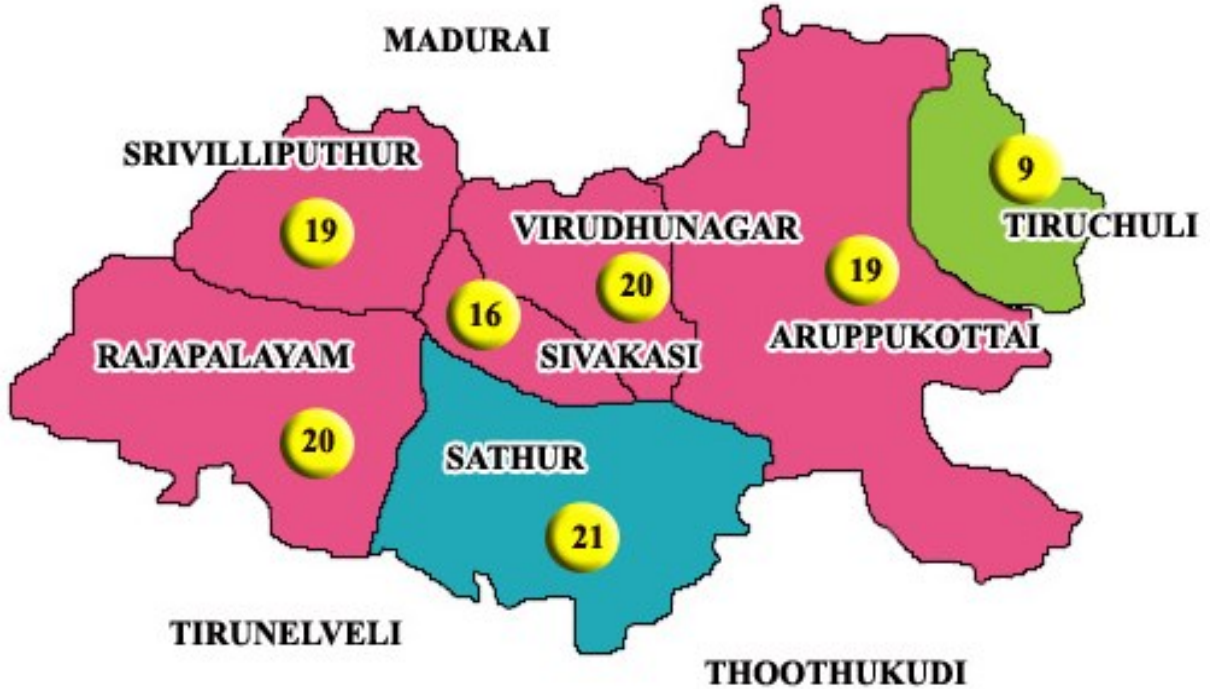 MADURAI
SRIVILLIPUTHUR
9
19
VIRUDHUNAGAR
TIRUCHULI
20
19
16
RAJAPALAYAM
SIVAKASI
ARUPPUKOTTAI
20
SATHUR
21
TIRUNELVELI
THOOTHUKUDI